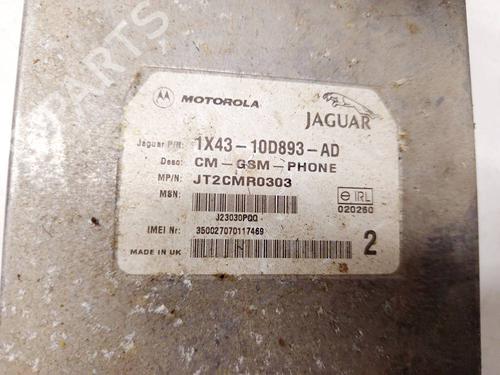 PARTS
MOTOROLA
JAGUAR
Jaguar P/N: 1X43-10D893-AD
Desc: CM-GSM-PHONE
MP/N: JT2CMR0303
MSN:
J23030PQQ
e IRL
020260
IMEI Nr: 350027070117469
2
MADE IN UK